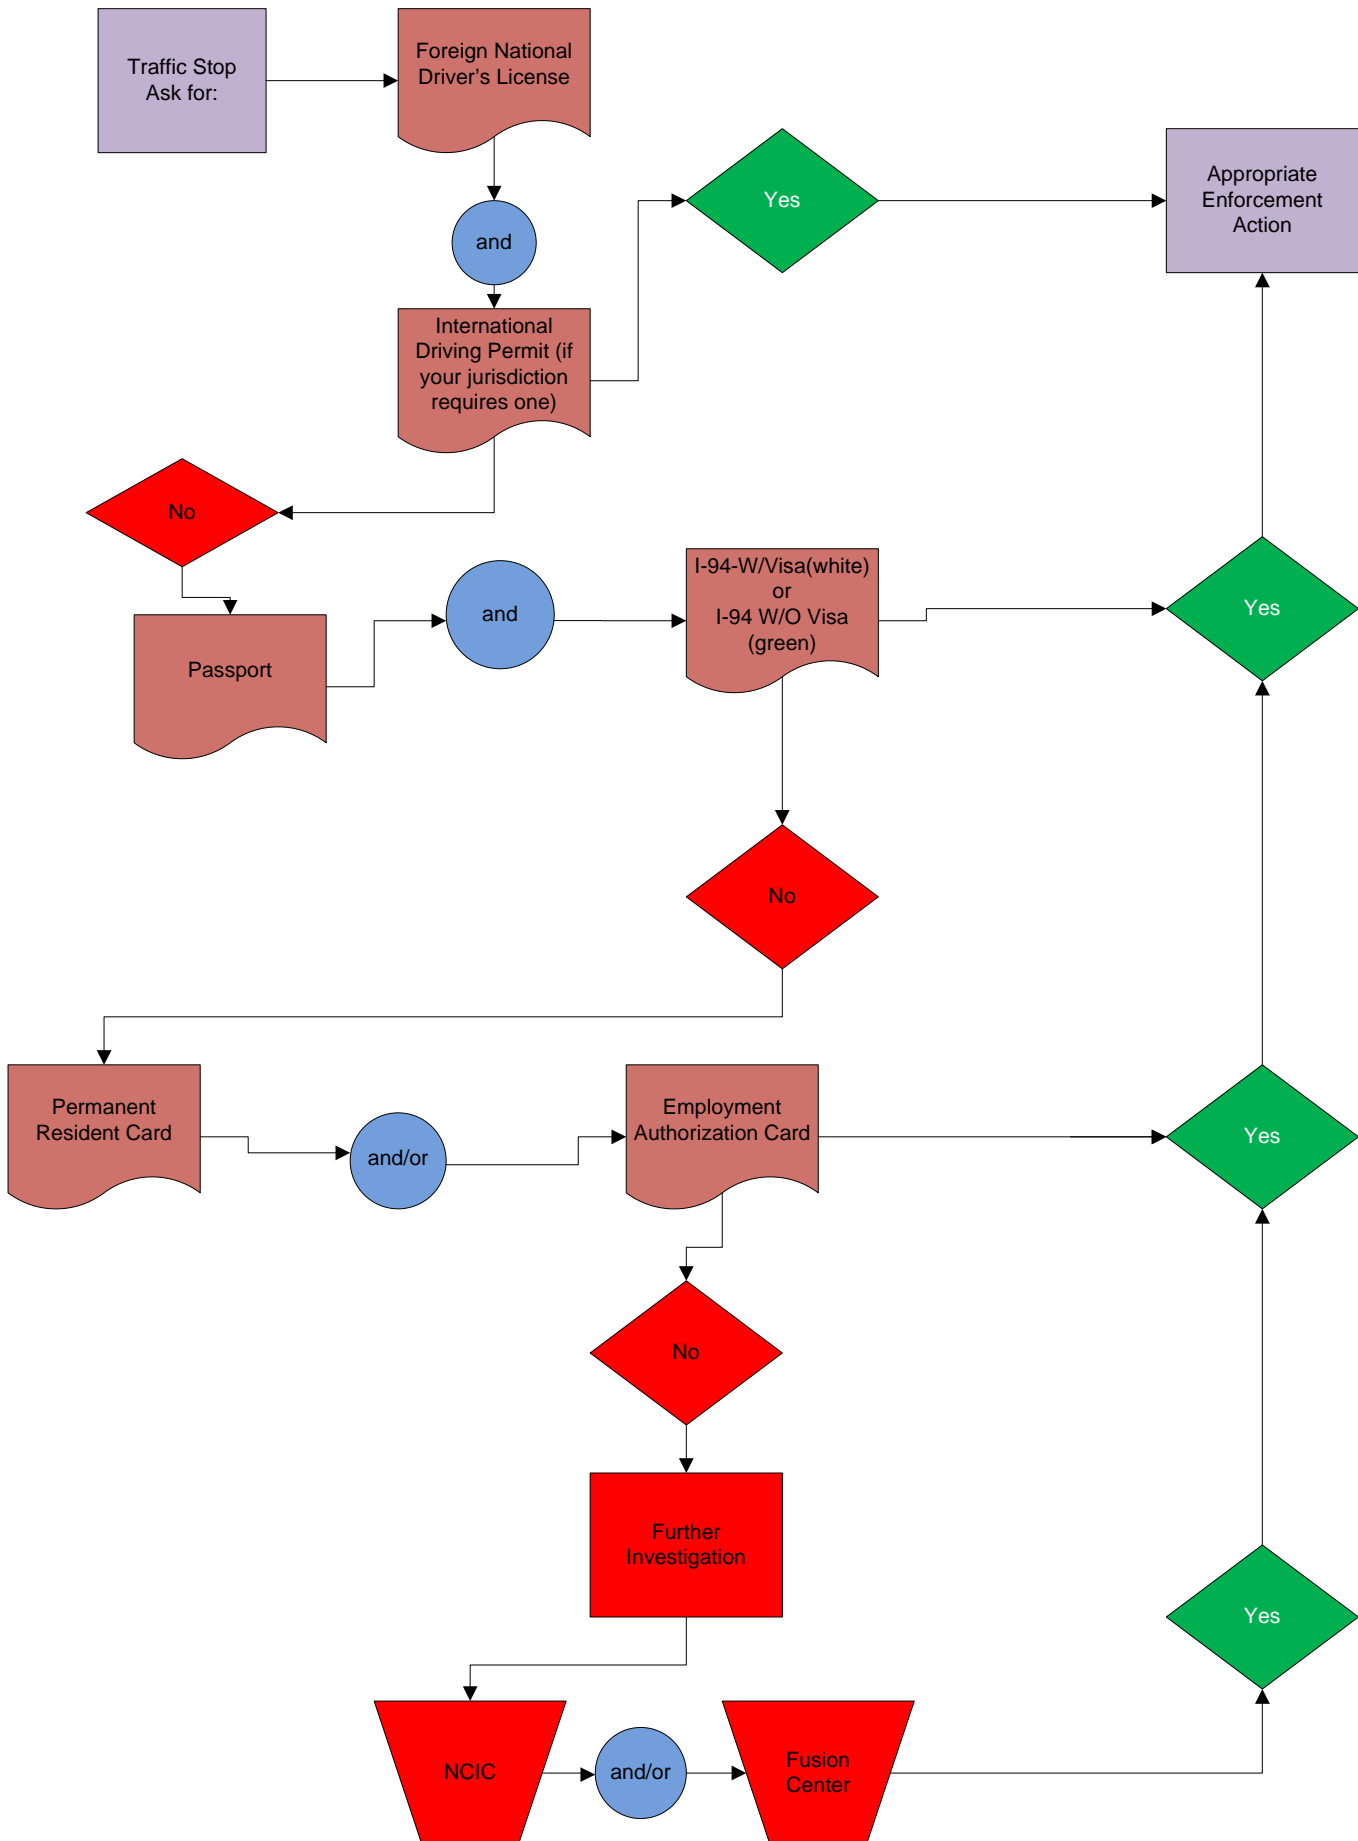 Traffic Stop
Ask for:
Foreign National
Driver's License
and
Yes
Appropriate
Enforcement
Action
International
Driving Permit (if
your jurisdiction
requires one)
No
Passport
and
I-94-W/Visa(white)
or
I-94 W/O Visa
(green)
Yes
No
Permanent
Resident Card
and/or
Employment
Authorization Card
Yes
No
Further
Investigation
Yes
NCIC
and/or
Fusion
Center